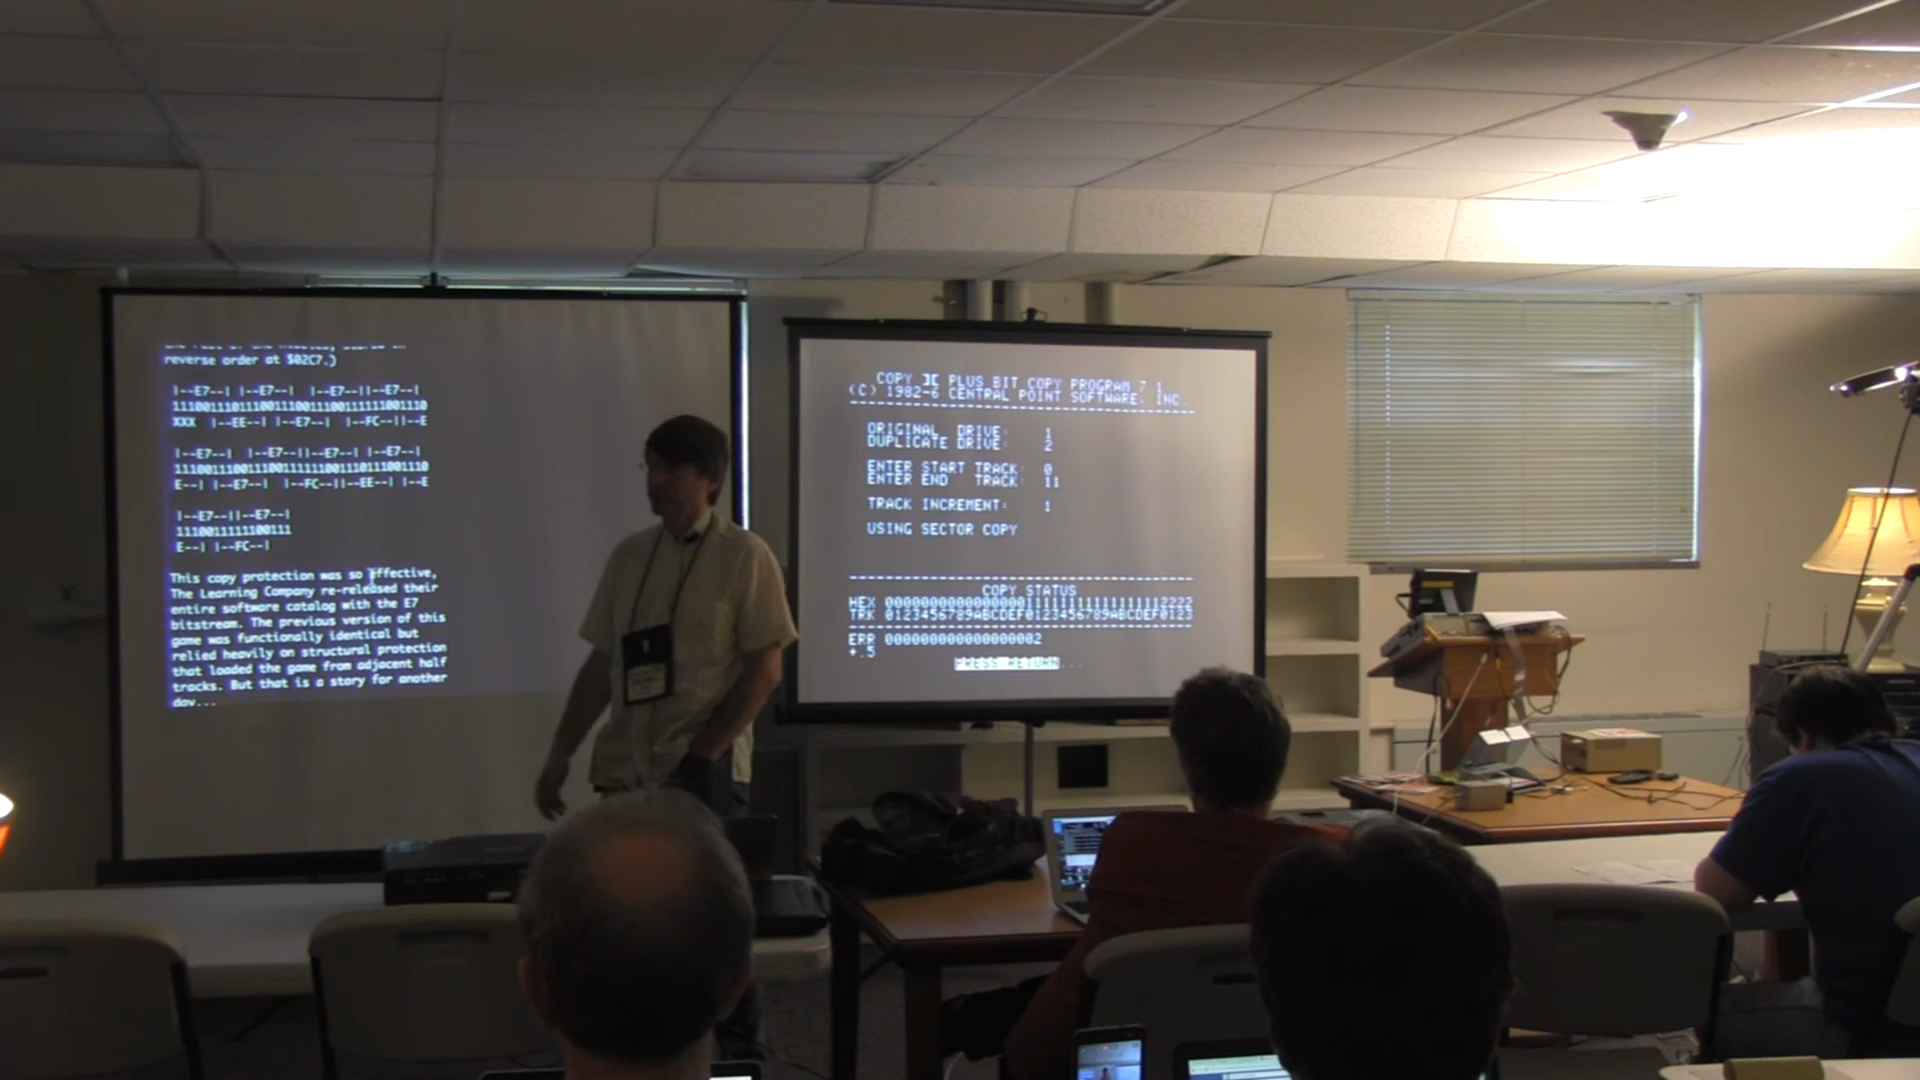 reverse order at $02C7.)
|--E7--| |--E7--|  |--E7--||--E7--|
111001110111001110011100111111100111 0
XXX  |--EE--| |--E7--|  |--FC--||--E
|--E7--|  |--E7--||--E7--| |--E7--|
E--| |--E7--|  |--FC--||--EE--| |--E
|--E7--||--E7--|
1110011111100111
E--| |--FC--|
This copy protection was so effective,
The Learning Company re-released their
entire software catalog with the E7
bitstream. The previous version of this
game was functionally identical but
relied heavily on structural protection
that loaded the game from adjacent half
tracks. But that is a story for another
day...
COPY ][ PLUS BIT COPY PROGRAM 7.1
(C) 1982-6 CENTRAL POINT SOFTWARE, INC
ORIGINAL DRIVE: 1
DUPLICATE DRIVE: 2
ENTER START TRACK: 0
ENTER END TRACK: 11
TRACK INCREMENT: 1
USING SECTOR COPY
COPY STATUS
HEX 000000000000000011111111111111112222
TRK 0123456789ABCDEF0123456789ABCDEF0123
ERR 000000000000000002
+.5
PRESS RETURN...